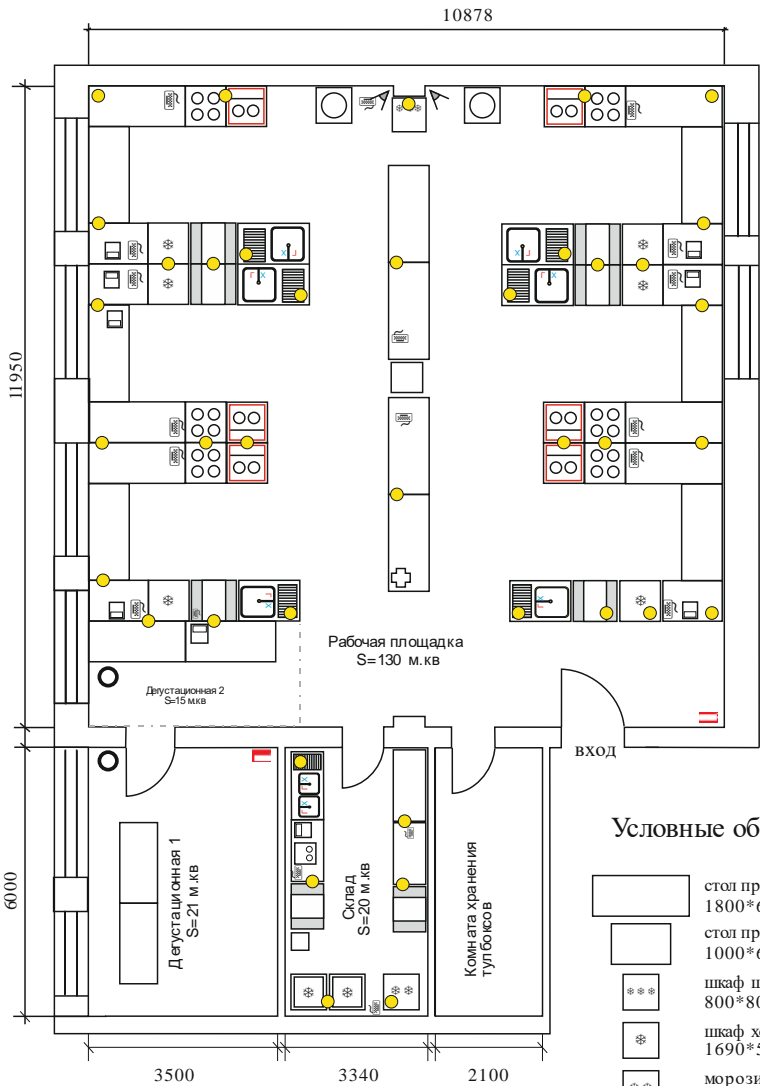 10878
11950
Рабочая площадка
S=130 м.кв
Дегустационная 2
S=15 м.кв
вход
6000
Дегустационная 1
S=21 м.кв
Склад
S=20 м.кв
Комната хранения
тулбоксов
Условные об
стол пр
1800*6
стол пр
1000*6
шкаф ш
800*80
шкаф хо
1690*5
морози
3500
3340
2100